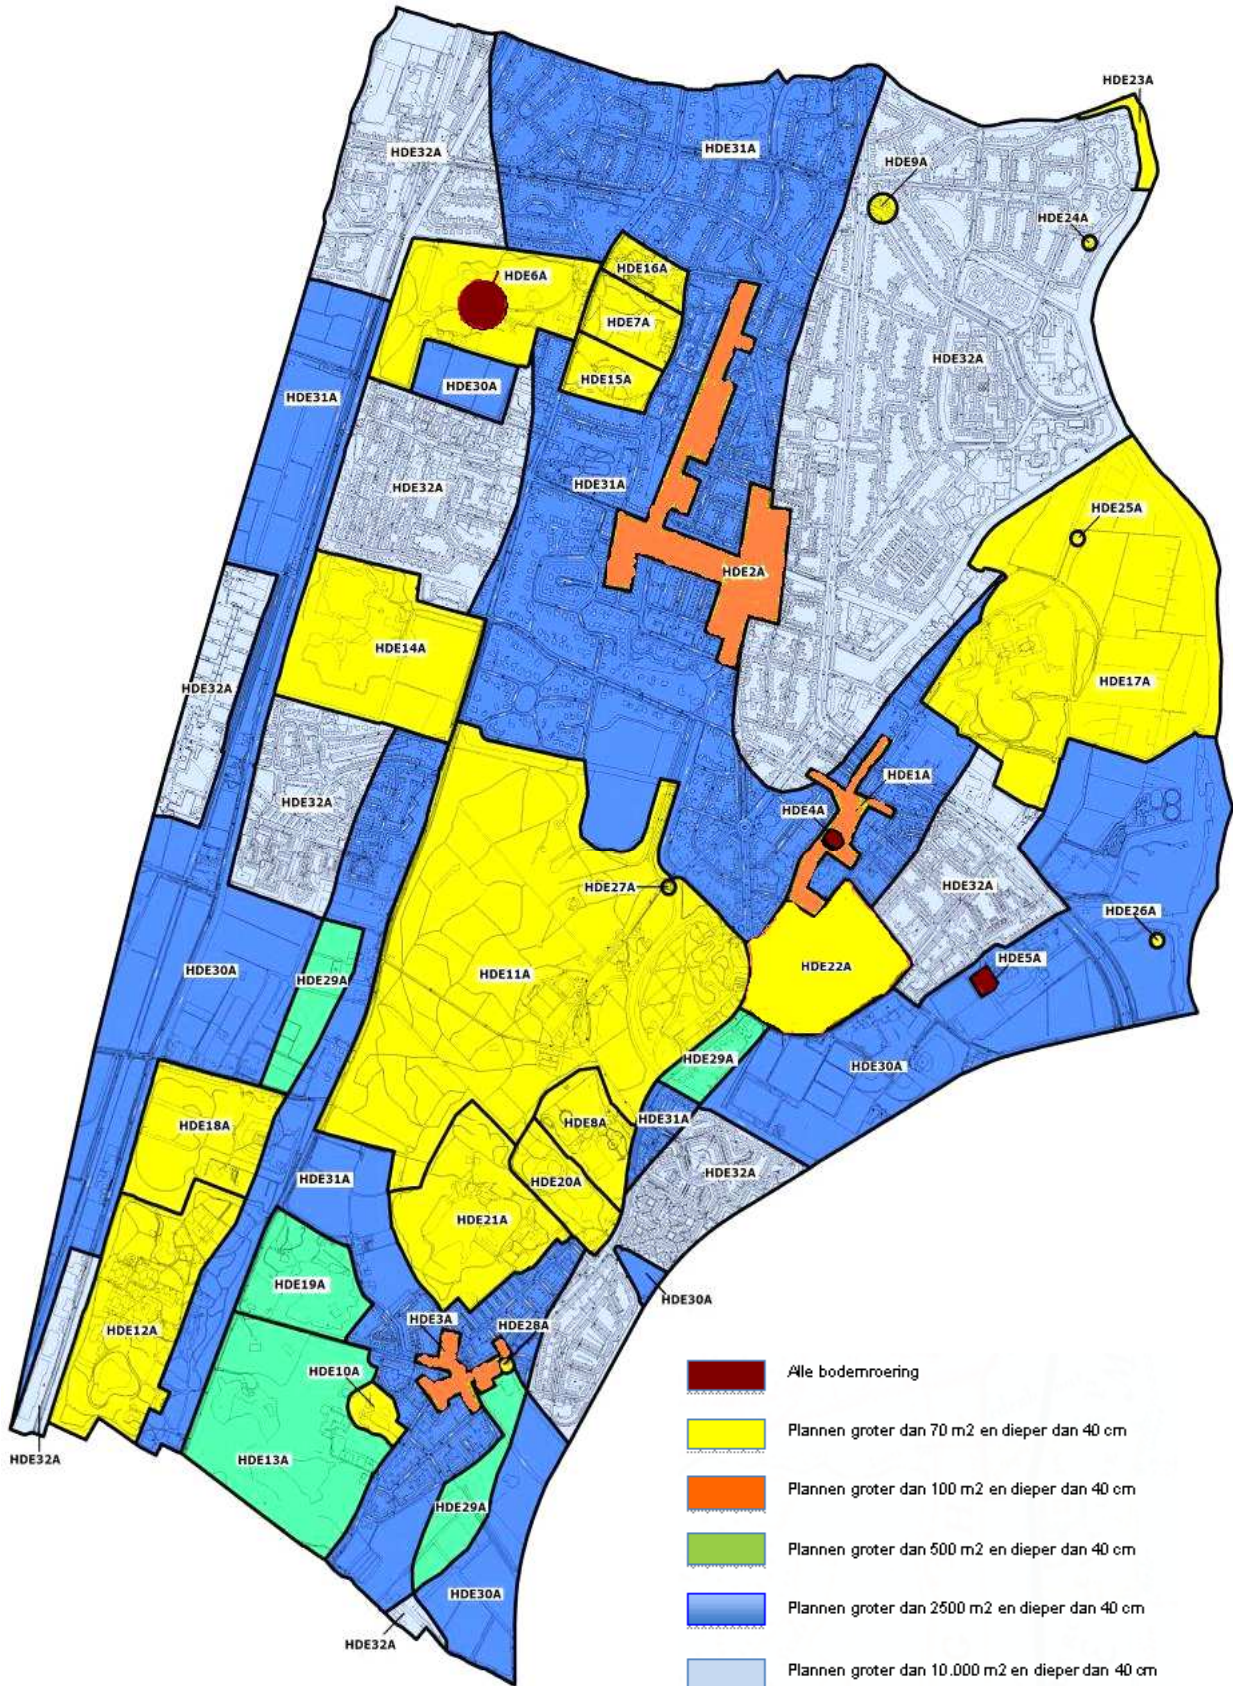 HDE23A
HDE32A
HDE31A
HDE9A
HDE24A
HDE16A
HDE6A
HDE7A
HDE32A
HDE15A
HDE30A
HDE31A
HDE32A
HDE31A
HDE25A
HDE2A
HDE14A
HDE17A
HDE32A
HDE1A
HDE32A
HDE4A
HDE27A
HDE32A
HDE26A
HDE5A
HDE22A
HDE30A
HDE11A
HDE29A
HDE29A
HDE30A
HDE31A
HDE8A
HDE18A
HDE32A
HDE31A
HDE20A
HDE21A
HDE19A
HDE30A
HDE3A
HDE28A
HDE12A
HDE10A
HDE32A
HDE13A
HDE29A
HDE30A
HDE32A
Alle bodemroering
Plannen groter dan 70 m2 en dieper dan 40 cm
Plannen groter dan 100 m2 en dieper dan 40 cm
Plannen groter dan 500 m2 en dieper dan 40 cm
Plannen groter dan 2500 m2 en dieper dan 40 cm
Plannen groter dan 10.000 m2 en dieper dan 40 cm